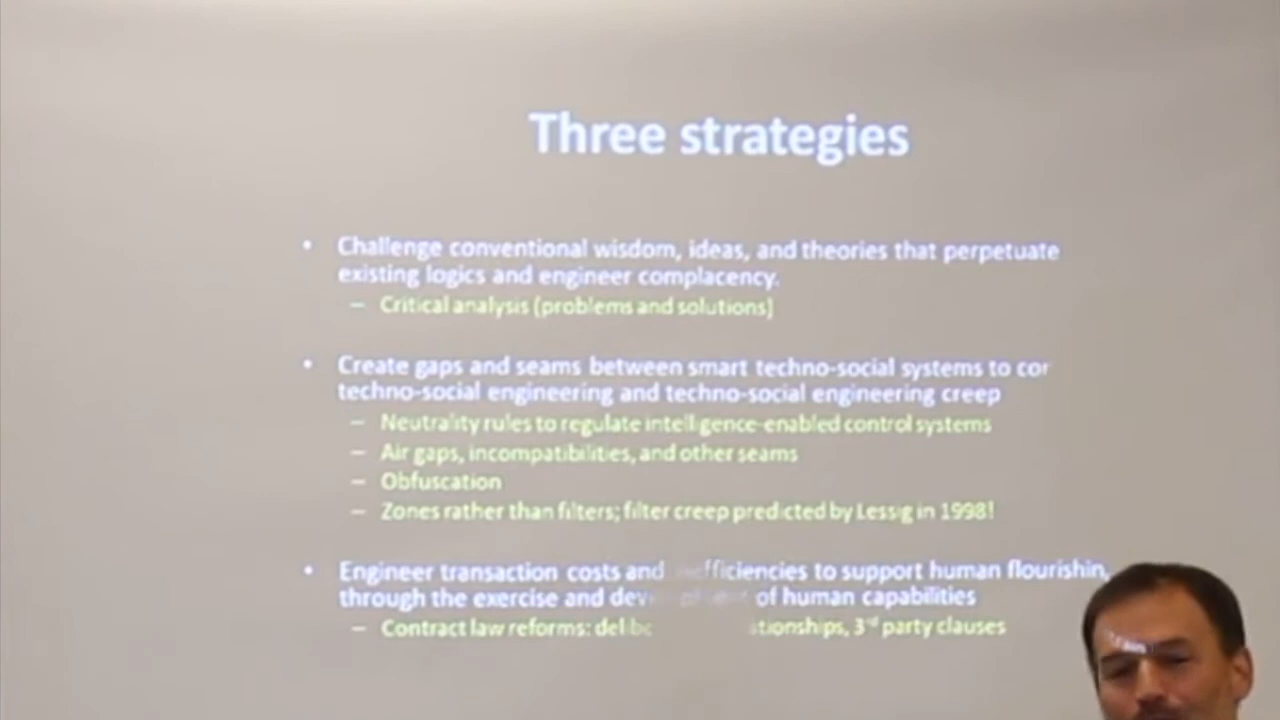 Three strategies
• Challenge conventional wisdom, ideas, and theories that perpetuate
existing logics and engineer complacency.
– Critical analysis (problems and solutions)
• Create gaps and seams between smart techno-social systems to
techno-social engineering and techno-social engineering creep
– Neutrality rules to regulate intelligence-enabled control systems
– Air gaps, incompatibilities, and other seams
– Obfuscation
– Zones rather than filters; filter creep predicted by Lessig in 1998!
• Engineer transaction costs and to support human
through the exercise and of human capabilities
– Contract law reforms: 3rd party clauses